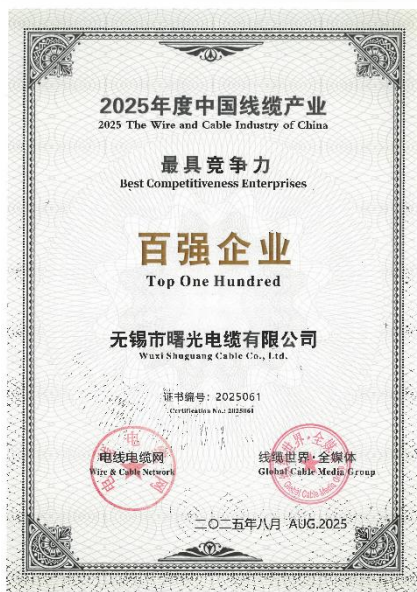 2025年度中国线缆产业
2025 The Wire and Cable Industry of China
最具竞争力
Best Competitiveness Enterprises
百强企业
Top One Hundred
无锡市曙光电缆有限公司
Wuxi Shuguang Cable Co., Ltd.
证书编号：2025061
Certification No.: 2025061
电线电缆网
Wire & Cable Network
线缆世界·全媒体
Global Cable Media Group
二〇二五年八月 AUG.2025